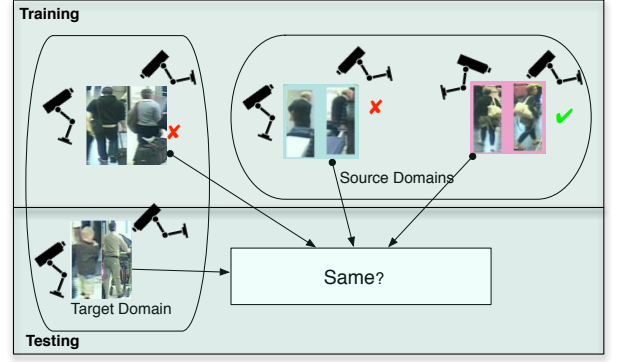 Training
Source Domains
Same?
Target Domain
Testing